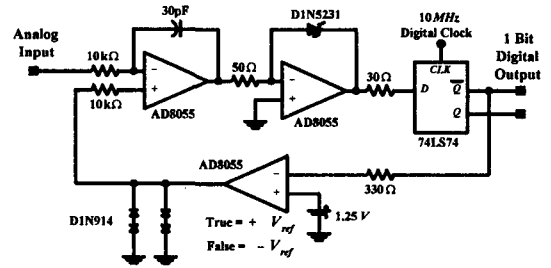 30pF
D1N5231
10MHz
Digital Clock
1 Bit
Digital
Output
Analog
Input
10kΩ
-
+
10kΩ
AD8055
50Ω
-
+
AD8055
30Ω
CLK
D
Q
Q
74LS74
AD8055
-
+
330Ω
1.25 V
D1N914
True = + Vref
False = - Vref